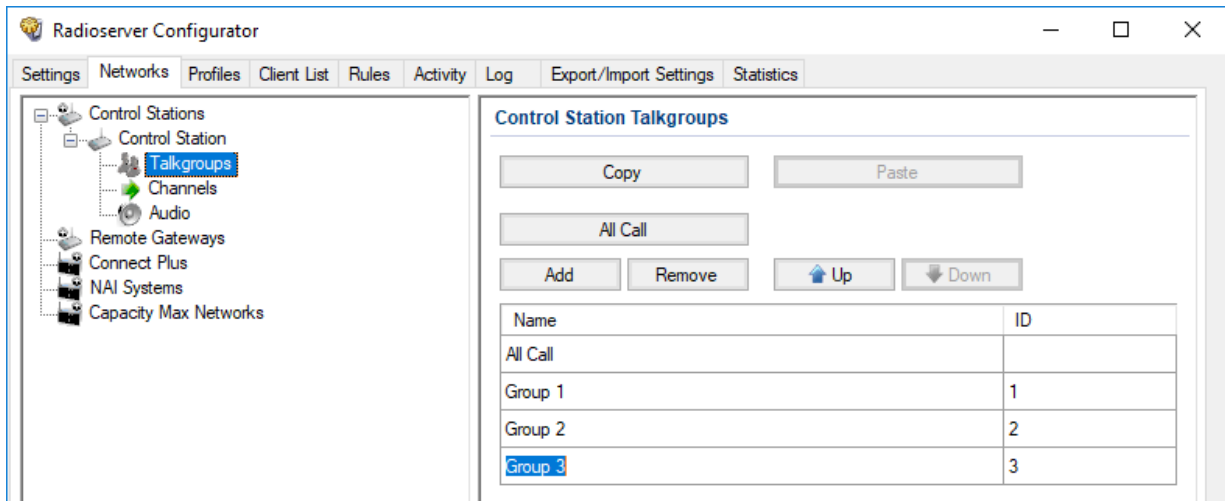 Radioserver Configurator
Settings Networks Profiles Client List Rules Activity Log Export/Import Settings Statistics
Control Stations
Control Station
Talkgroups
Channels
Audio
Remote Gateways
Connect Plus
NAI Systems
Capacity Max Networks
Control Station Talkgroups
Copy Paste
All Call
Add Remove Up Down
Name ID
All Call
Group 1 1
Group 2 2
Group 3 3